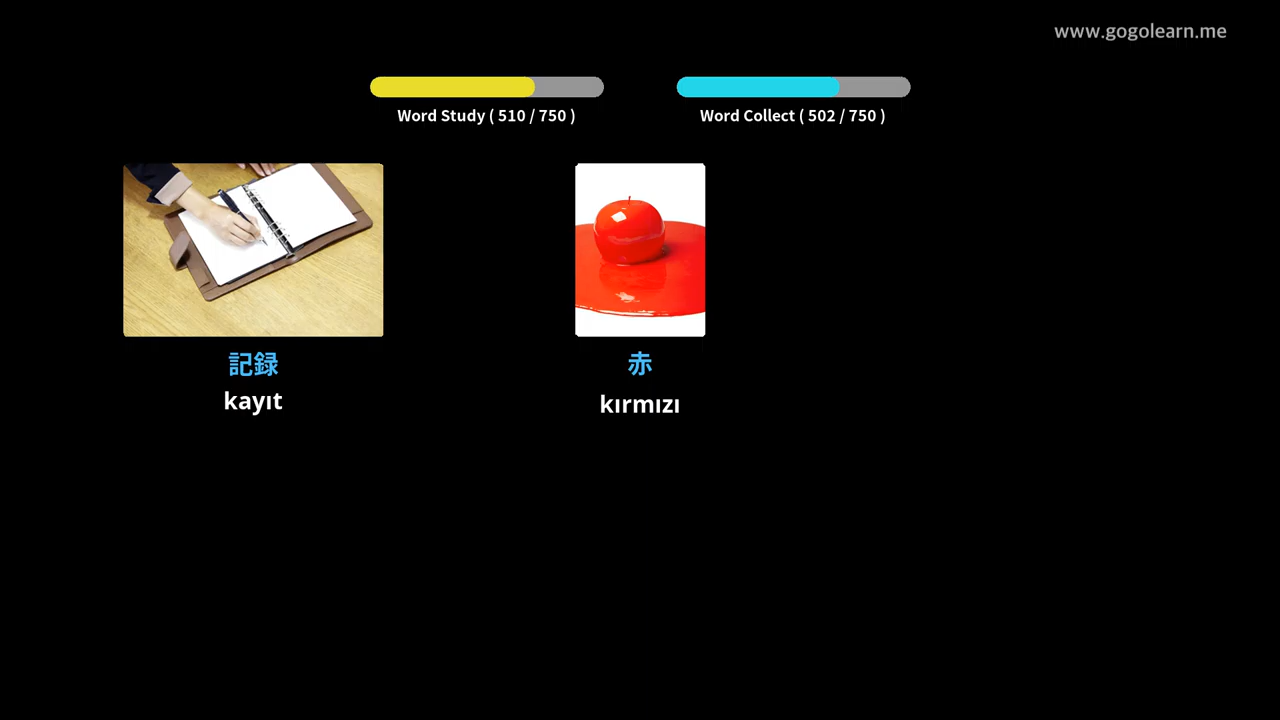 www.gogolearn.me
Word Study ( 510 / 750 )
Word Collect ( 502 / 750 )
記録
kayıt
赤
kırmızı